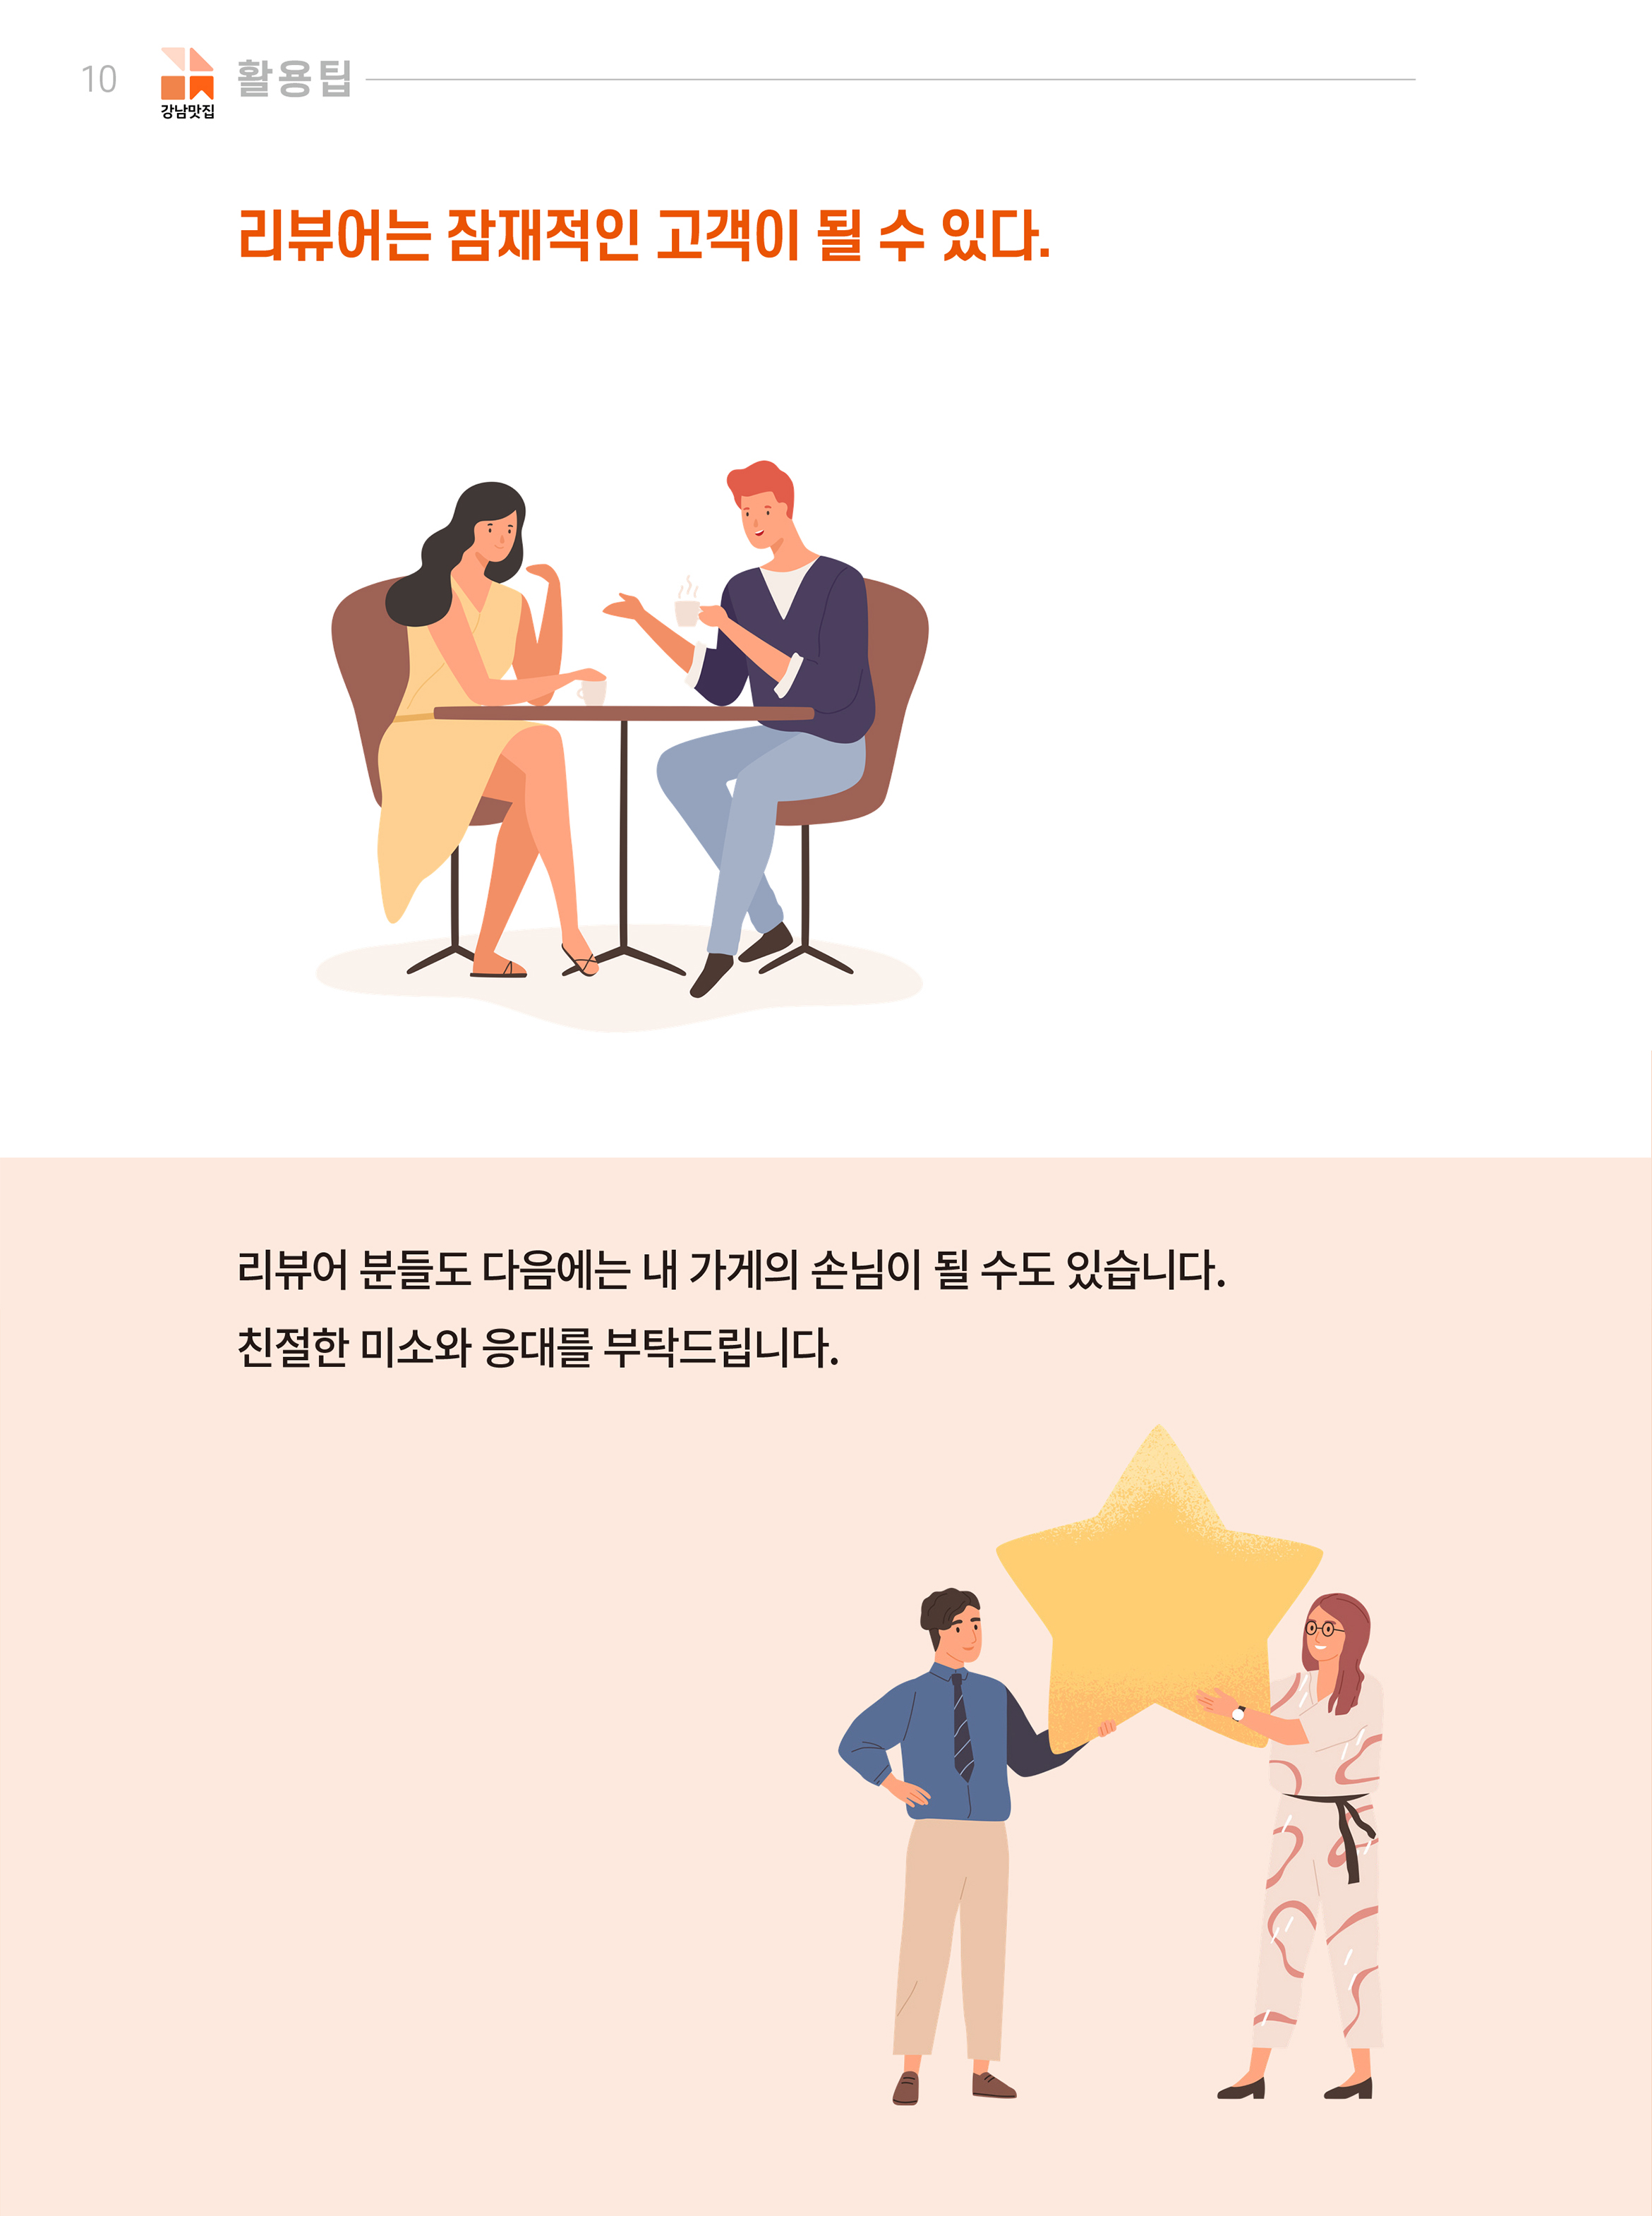 10
강남맛집
활용팁
리뷰어는 잠재적인 고객이 될 수 있다.
리뷰어 분들도 다음에는 내 가게의 손님이 될 수도 있습니다.
친절한 미소와 응대를 부탁드립니다.